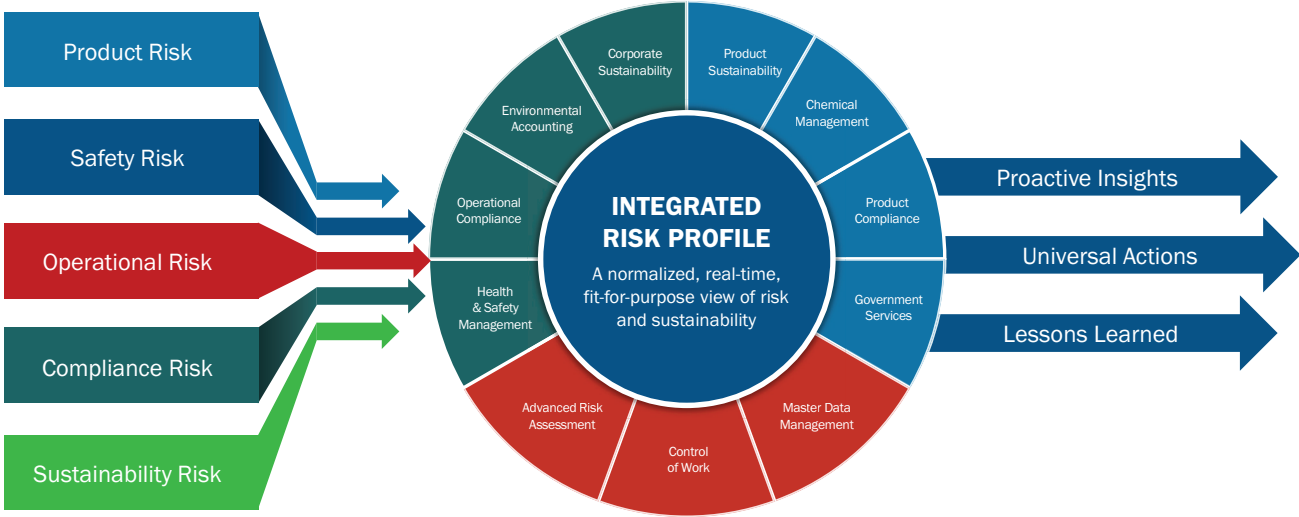 Product Risk
Safety Risk
Operational Risk
Compliance Risk
Sustainability Risk
Corporate
Sustainability
Product
Sustainability
Environmental
Accounting
Chemical
Management
Operational
Compliance
Product
Compliance
Health
& Safety
Management
Government
Services
Advanced Risk
Assessment
Control
of Work
Master Data
Management
INTEGRATED
RISK PROFILE
A normalized, real-time,
fit-for-purpose view of risk
and sustainability
Proactive Insights
Universal Actions
Lessons Learned